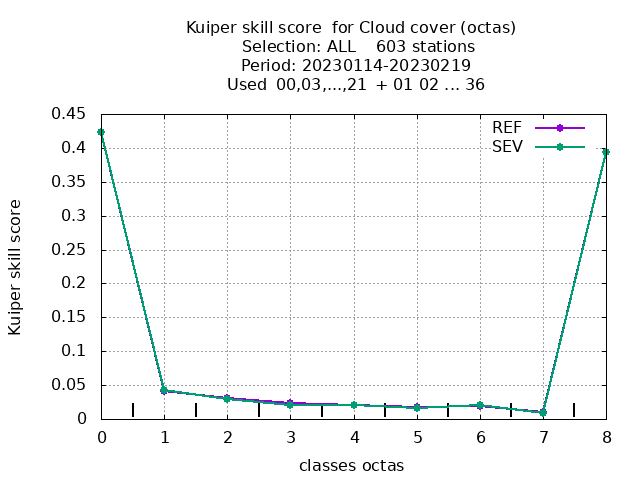 Kuiper skill score  for Cloud cover (octas)
Selection: ALL    603 stations
Period: 20230114-20230219
Used  00,03,...,21  + 01 02 ... 36
REF
SEV
0.45
0.4
0.35
0.3
0.25
0.2
0.15
0.1
0.05
0
Kuiper skill score
0 1 2 3 4 5 6 7 8
classes octas